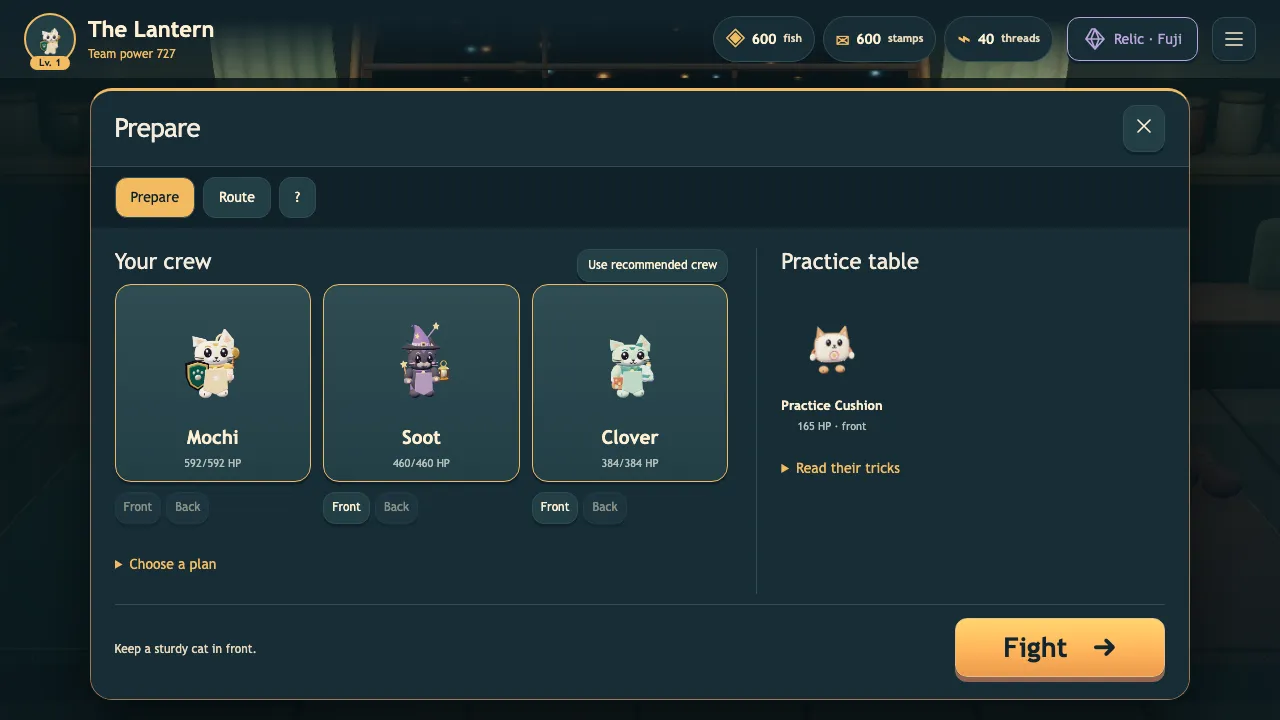 The Lantern
Team power 727
Lv. 1
600 fish
600 stamps
40 threads
Relic · Fuji
Prepare
Prepare
Route
?
Your crew
Use recommended crew
Mochi
592/592 HP
Front
Back
Soot
460/460 HP
Front
Back
Clover
384/384 HP
Front
Back
Choose a plan
Practice table
Practice Cushion
165 HP · front
Read their tricks
Keep a sturdy cat in front.
Fight